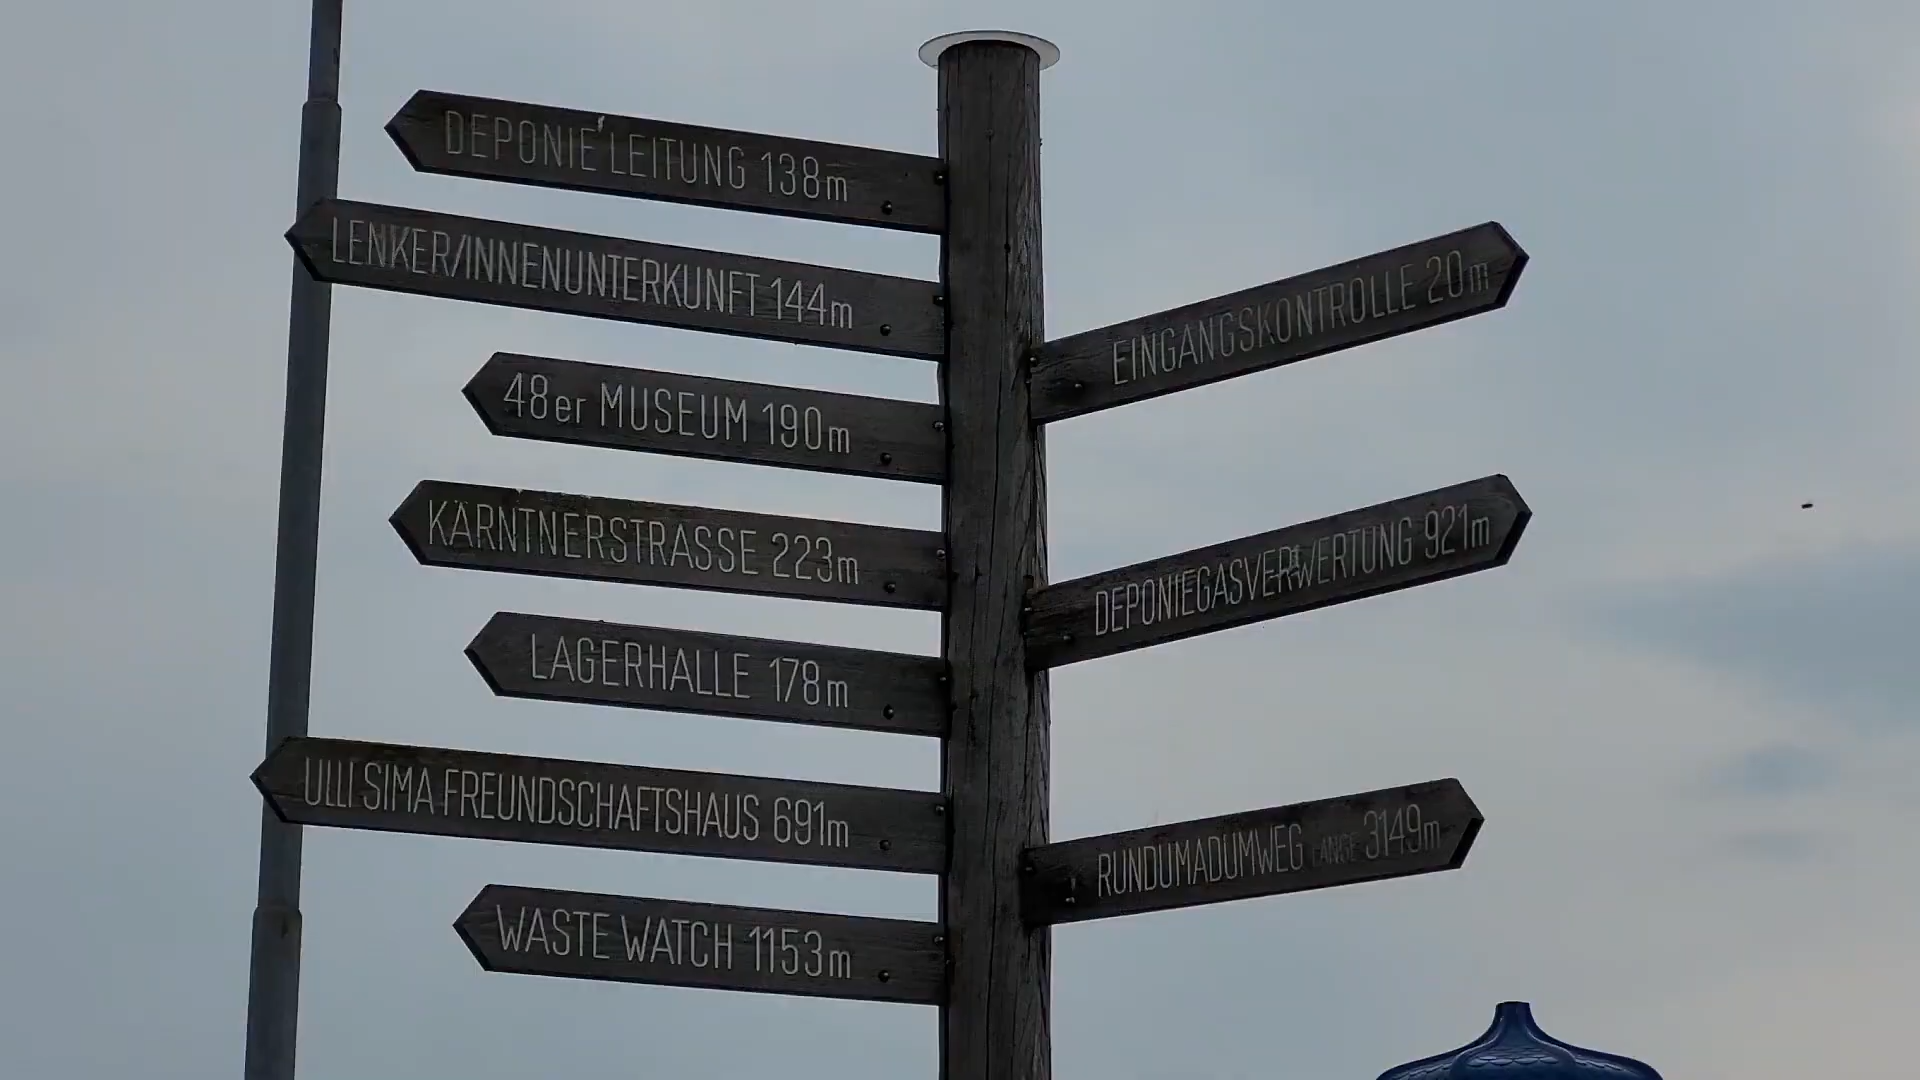 DEPONIE LEITUNG 138m
LENKER/INNENUNTERKUNFT 144m
48er MUSEUM 190m
KÄRNTNERSTRASSE 223m
LAGERHALLE 178m
ULLI SIMA FREUNDSCHAFTSHAUS 691m
WASTE WATCH 1153m
EINGANGSKONTROLLE 20m
DEPONIEGASVERWERTUNG 921m
RUNDUMADUMWEG LÄNGE 3149m